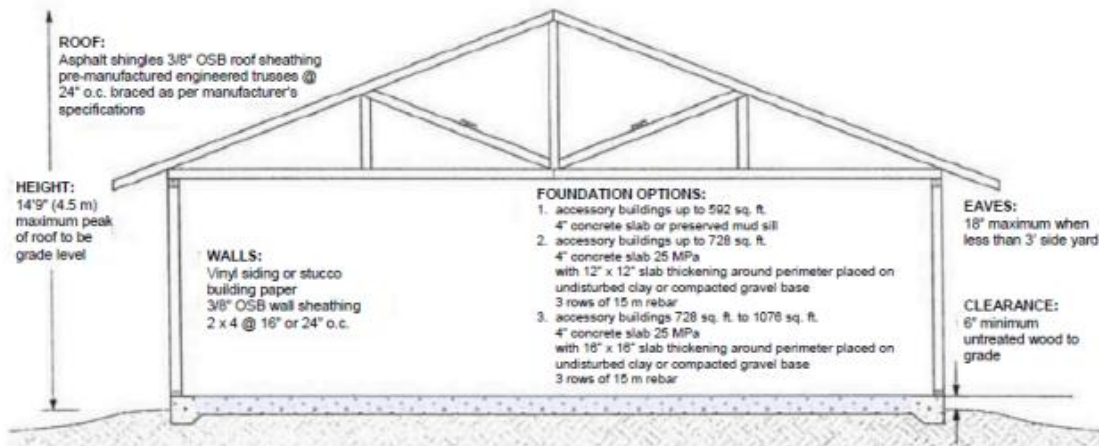 ROOF:
Asphalt shingles 3/8" OSB roof sheathing
pre-manufactured engineered trusses @
24" o.c. braced as per manufacturer's
specifications
HEIGHT:
14'9" (4.5 m)
maximum peak
of roof to be
grade level
WALLS:
Vinyl siding or stucco
building paper
3/8" OSB wall sheathing
2 x 4 @ 16" or 24" o.c.
FOUNDATION OPTIONS:
1. accessory buildings up to 592 sq. ft.
4" concrete slab or preserved mud sill
2. accessory buildings up to 728 sq. ft.
4" concrete slab 25 MPa
with 12" x 12" slab thickening around perimeter placed on
undisturbed clay or compacted gravel base
3 rows of 15 m rebar
3. accessory buildings 728 sq. ft. to 1076 sq. ft.
4" concrete slab 25 MPa
with 16" x 16" slab thickening around perimeter placed on
undisturbed clay or compacted gravel base
3 rows of 15 m rebar
EAVES:
18" maximum when
less than 3' side yard
CLEARANCE:
6" minimum
untreated wood to
grade